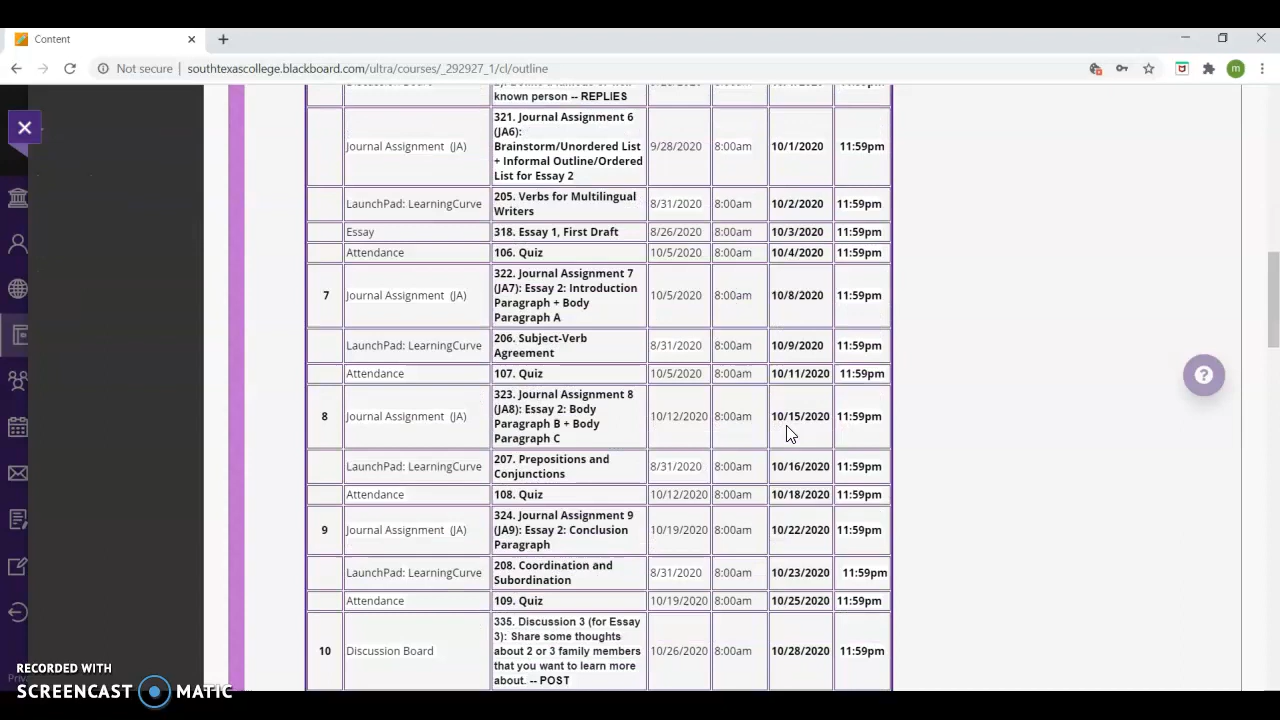 Content
Not secure southtexascollege.blackboard.com/ultra/courses/_292927_1/cl/outline
m
known person -- REPLIES
Journal Assignment (JA) 321. Journal Assignment 6 (JA6): Brainstorm/Unordered List + Informal Outline/Ordered List for Essay 2 9/28/2020 8:00am 10/1/2020 11:59pm
LaunchPad: LearningCurve 205. Verbs for Multilingual Writers 8/31/2020 8:00am 10/2/2020 11:59pm
Essay 318. Essay 1, First Draft 8/26/2020 8:00am 10/3/2020 11:59pm
Attendance 106. Quiz 10/5/2020 8:00am 10/4/2020 11:59pm
7 Journal Assignment (JA) 322. Journal Assignment 7 (JA7): Essay 2: Introduction Paragraph + Body Paragraph A 10/5/2020 8:00am 10/8/2020 11:59pm
LaunchPad: LearningCurve 206. Subject-Verb Agreement 8/31/2020 8:00am 10/9/2020 11:59pm
Attendance 107. Quiz 10/5/2020 8:00am 10/11/2020 11:59pm
8 Journal Assignment (JA) 323. Journal Assignment 8 (JA8): Essay 2: Body Paragraph B + Body Paragraph C 10/12/2020 8:00am 10/15/2020 11:59pm
LaunchPad: LearningCurve 207. Prepositions and Conjunctions 8/31/2020 8:00am 10/16/2020 11:59pm
Attendance 108. Quiz 10/12/2020 8:00am 10/18/2020 11:59pm
9 Journal Assignment (JA) 324. Journal Assignment 9 (JA9): Essay 2: Conclusion Paragraph 10/19/2020 8:00am 10/22/2020 11:59pm
LaunchPad: LearningCurve 208. Coordination and Subordination 8/31/2020 8:00am 10/23/2020 11:59pm
Attendance 109. Quiz 10/19/2020 8:00am 10/25/2020 11:59pm
10 Discussion Board 335. Discussion 3 (for Essay 3): Share some thoughts about 2 or 3 family members that you want to learn more about. -- POST 10/26/2020 8:00am 10/28/2020 11:59pm
RECORDED WITH
SCREENCAST MATIC